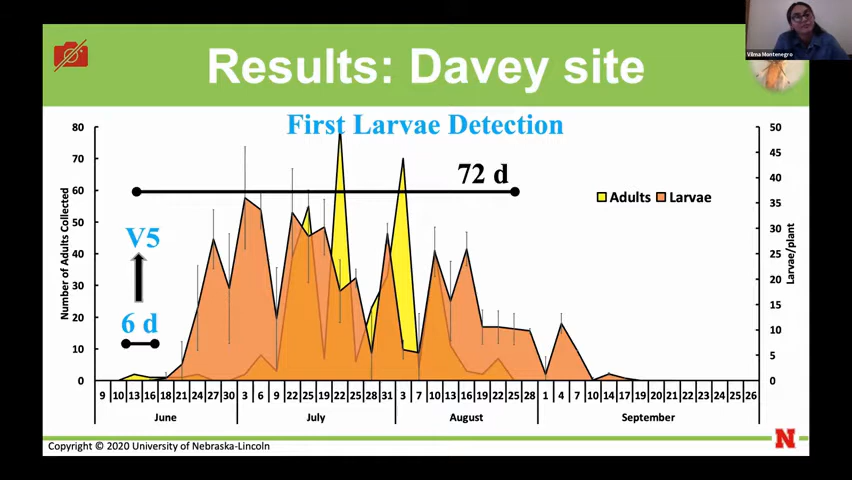 Vilma Montenegro
Results: Davey site
First Larvae Detection
80
70
60
50
40
30
20
10
0
Number of Adults Collected
50
45
40
35
30
25
20
15
10
5
0
Larvae/plant
72 d
Adults Larvae
V5
6 d
9 10 13 16 18 21 24 27 30 3 6 9 22 25 19 22 25 28 31 3 7 10 13 16 19 22 25 28 1 4 7 10 14 17 19 20 21 22 23 24 25 26
June July August September
Copyright © 2020 University of Nebraska-Lincoln
N